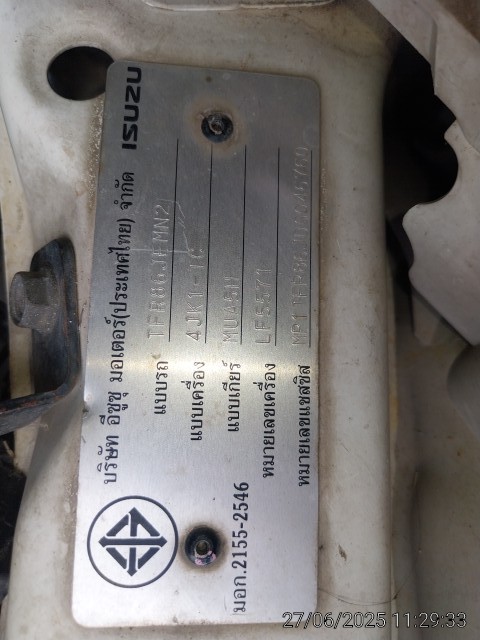 บริษัท อีซูซุ มอเตอร์(ประเทศไทย) จำกัด ISUZU
แบบรถ
แบบเครื่อง 4JK1-TC
แบบเกียร์ MUA5H
หมายเลขเครื่อง LF5571
หมายเลขแชสซิส
มอก.2155-2546
27/06/2025 11:29:33